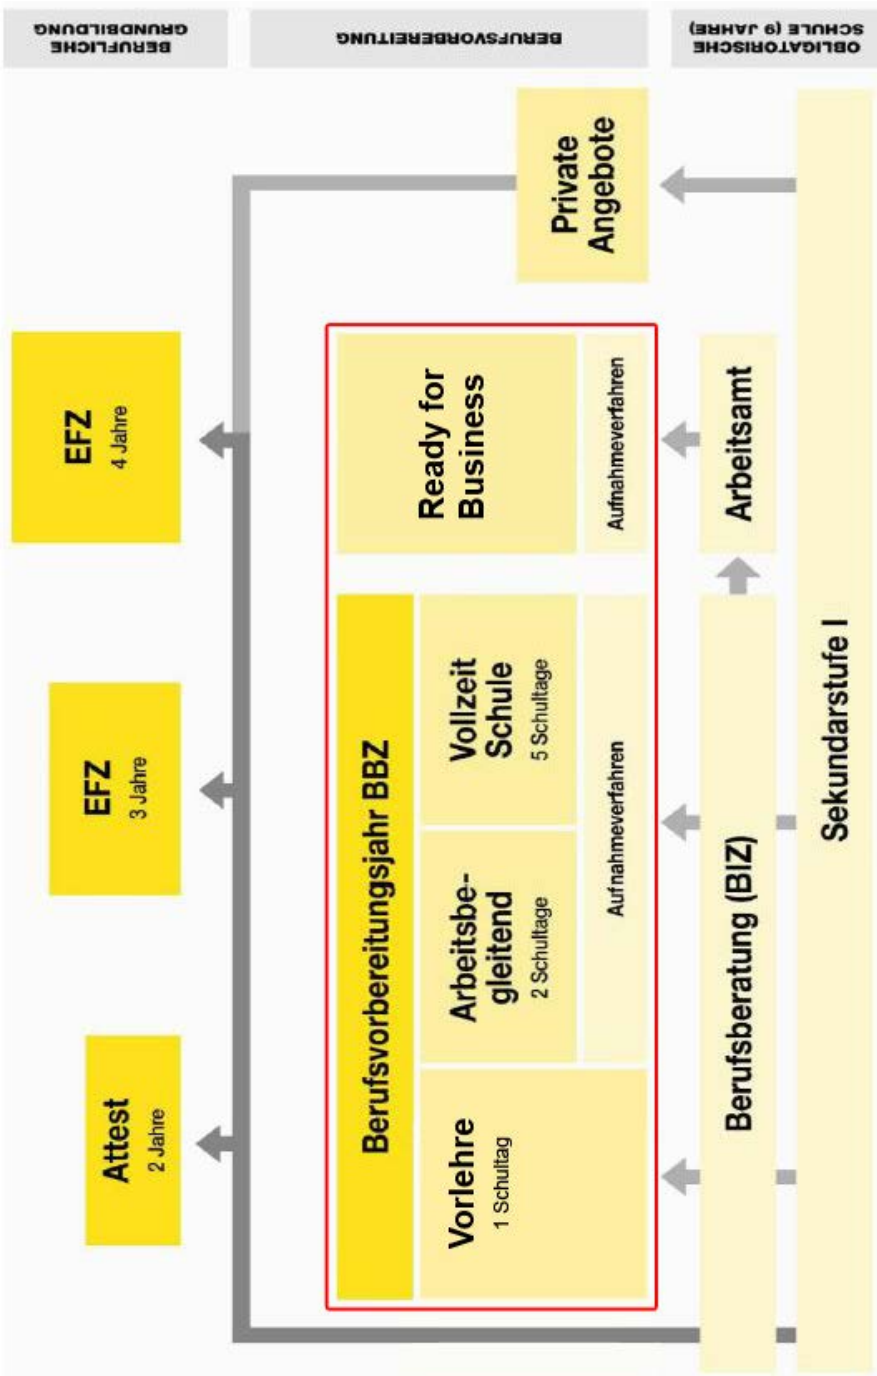 Attest
2 Jahre
EFZ
3 Jahre
EFZ
4 Jahre
BERUFLICHE
GRUNDBILDUNG
Berufsvorbereitungsjahr BBZ
Vorlehre
1 Schultag
Arbeitsbe-
gleitend
2 Schultage
Vollzeit
Schule
5 Schultage
Aufnahmeverfahren
Ready for
Business
Aufnahmeverfahren
Private
Angebote
BERUFSVORBEREITUNG
Berufsberatung (BIZ)
Arbeitsamt
Sekundarstufe I
OBLIGATORISCHE
SCHULE (9 JAHRE)